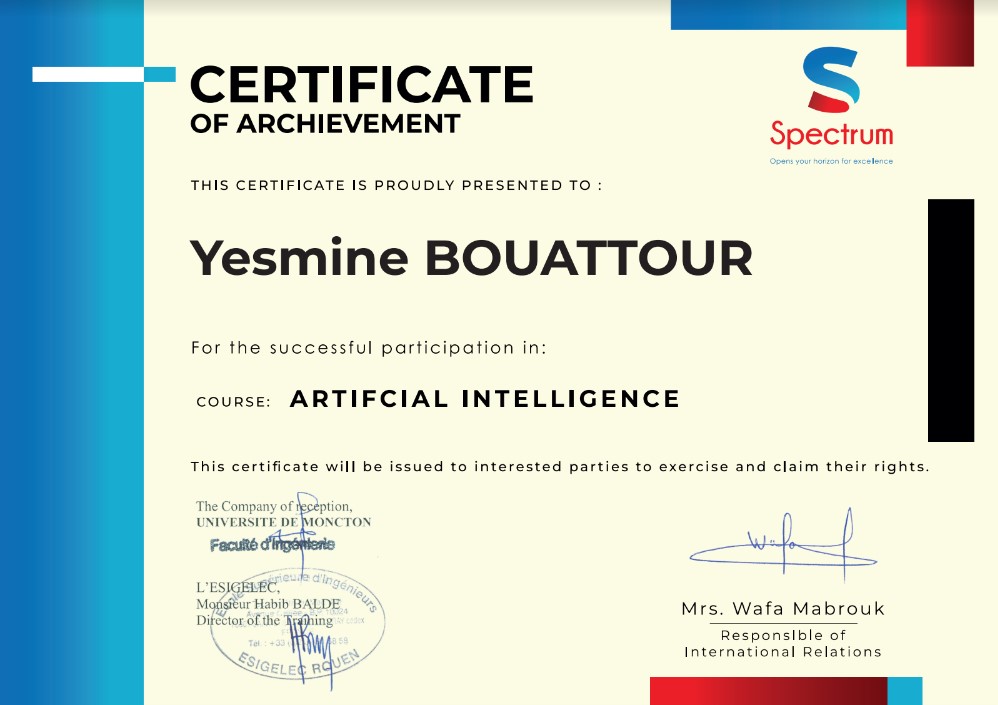 CERTIFICATE
OF ARCHIEVEMENT
Spectrum
Opens your horizon for excellence
THIS CERTIFICATE IS PROUDLY PRESENTED TO :
Yesmine BOUATTOUR
For the successful participation in:
COURSE: ARTIFCIAL INTELLIGENCE
This certificate will be issued to interested parties to exercise and claim their rights.
The Company of reception,
UNIVERSITE DE MONCTON
Faculté d'Ingénierie
L'ESIGELEC,
Monsieur Habib BALDE
Director of the Training
Ecole Supérieure d'Ingénieurs
Tél : +33
ESIGELEC ROUEN
Wafa
Mrs. Wafa Mabrouk
Responsible of
International Relations